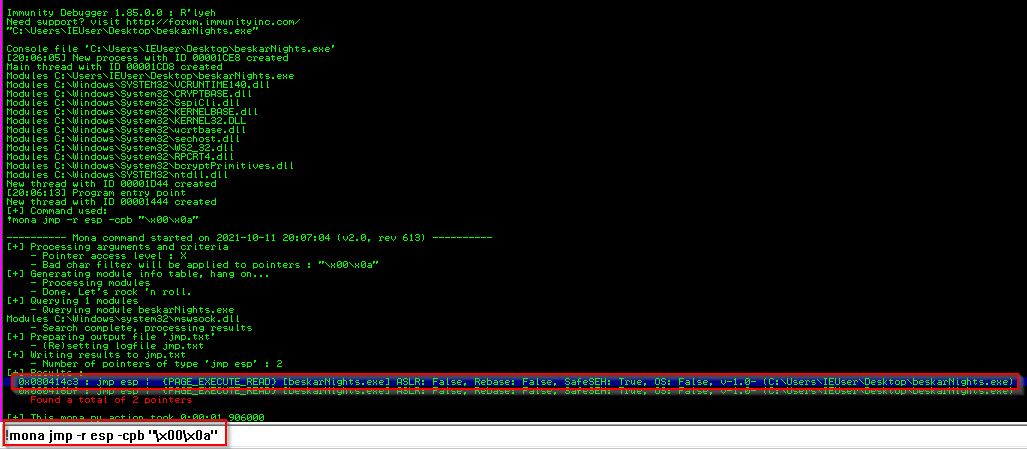 Immunity Debugger 1.85.0.0 : R'lyeh
Need support? visit http://forum.immunityinc.com/
"C:\Users\IEUser\Desktop\beskarNights.exe"
Console file 'C:\Users\IEUser\Desktop\beskarNights.exe'
[20:06:05] New process with ID 00001CE8 created
Main thread with ID 00001CD8 created
Modules C:\Users\IEUser\Desktop\beskarNights.exe
Modules C:\Windows\SYSTEM32\VCRUNTIME140.dll
Modules C:\Windows\System32\CRYPTBASE.dll
Modules C:\Windows\System32\SspiCli.dll
Modules C:\Windows\System32\KERNELBASE.dll
Modules C:\Windows\System32\KERNEL32.DLL
Modules C:\Windows\System32\ucrtbase.dll
Modules C:\Windows\System32\sechost.dll
Modules C:\Windows\System32\WS2_32.dll
Modules C:\Windows\System32\RPCRT4.dll
Modules C:\Windows\System32\bcryptPrimitives.dll
Modules C:\Windows\System32\ntdll.dll
New thread with ID 00001D44 created
[20:06:13] Program entry point
New thread with ID 00001444 created
[+] Command used:
!mona jmp -r esp -cpb "\x00\x0a"
---------- Mona command started on 2021-10-11 20:07:04 (v2.0, rev 613) ----------
[+] Processing arguments and criteria
- Pointer access level : X
- Bad char filter will be applied to pointers : "\x00\x0a"
[+] Generating module info table, hang on...
- Processing modules
- Done. Let's rock 'n roll.
[+] Querying 1 modules
- Querying module beskarNights.exe
Modules C:\Windows\system32\mswsock.dll
- Search complete, processing results
[+] Preparing output file 'jmp.txt'
- (Re)setting logfile jmp.txt
[+] Writing results to jmp.txt
- Number of pointers of type 'jmp esp' : 2
[+] Results :
0x080414c3 : jmp esp | {PAGE_EXECUTE_READ} [beskarNights.exe] ASLR: False, Rebase: False, SafeSEH: True, OS: False, v-1.0- (C:\Users\IEUser\Desktop\beskarNights.exe)
: jmp esp | {PAGE_EXECUTE_READ} [beskarNights.exe] ASLR: False, Rebase: False, SafeSEH: True, OS: False, v-1.0- (C:\Users\IEUser\Desktop\beskarNights.exe)
Found a total of 2 pointers
[+] This mona.py action took 0:00:01.906000
!mona jmp -r esp -cpb "\x00\x0a"